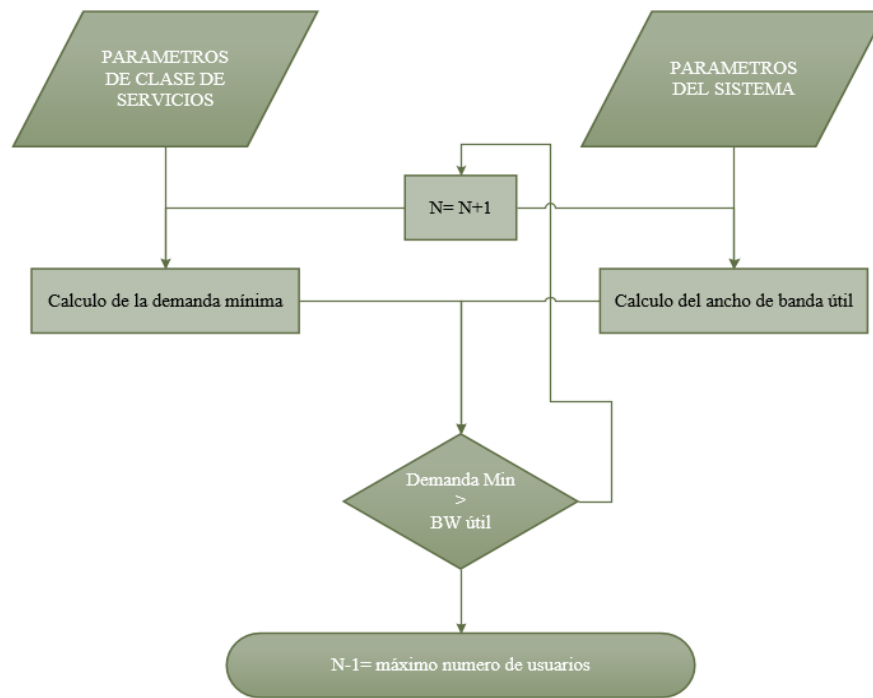 PARAMETROS
DE CLASE DE
SERVICIOS
PARAMETROS
DEL SISTEMA
N= N+1
Calculo de la demanda mínima
Calculo del ancho de banda útil
Demanda Min
>
BW útil
N-1= máximo numero de usuarios